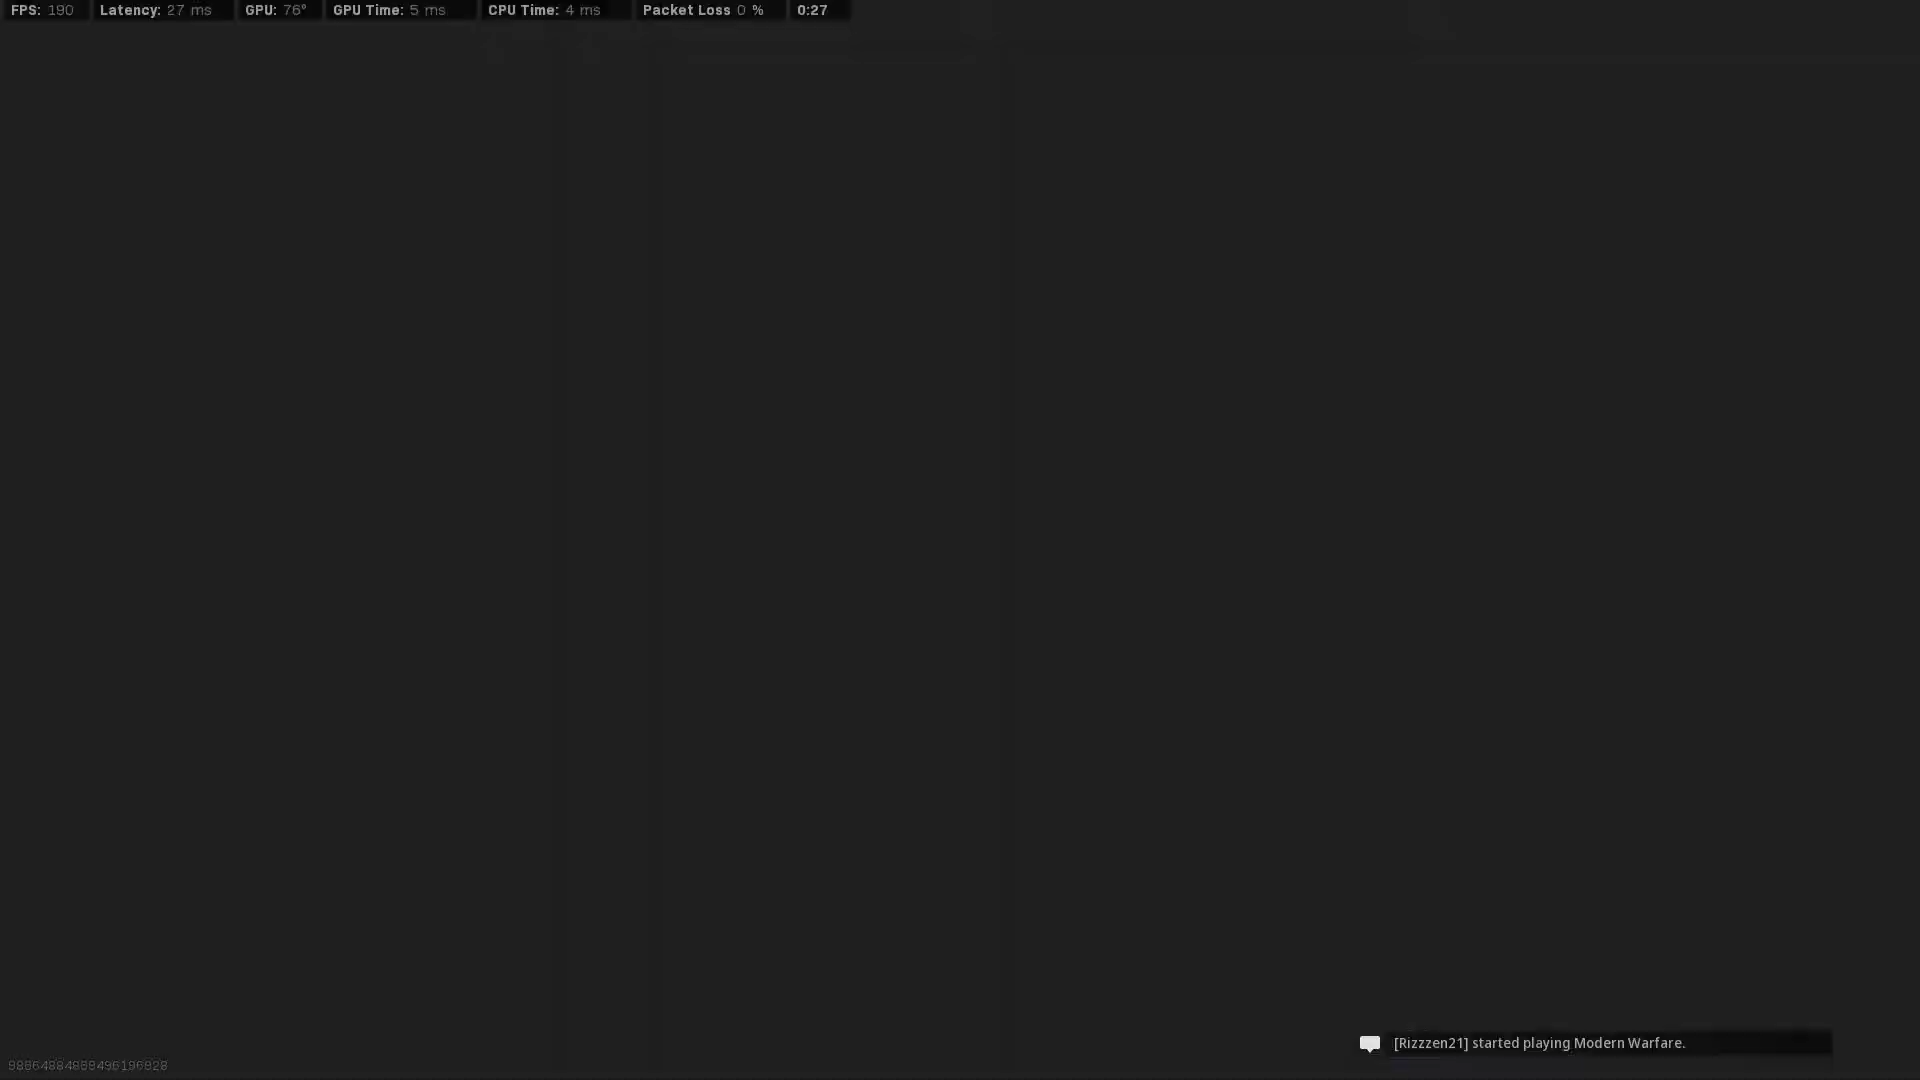 FPS: 190 Latency: 27 ms GPU: 76° GPU Time: 5 ms CPU Time: 4 ms Packet Loss 0 % 0:27
[Rizzzen21] started playing Modern Warfare.